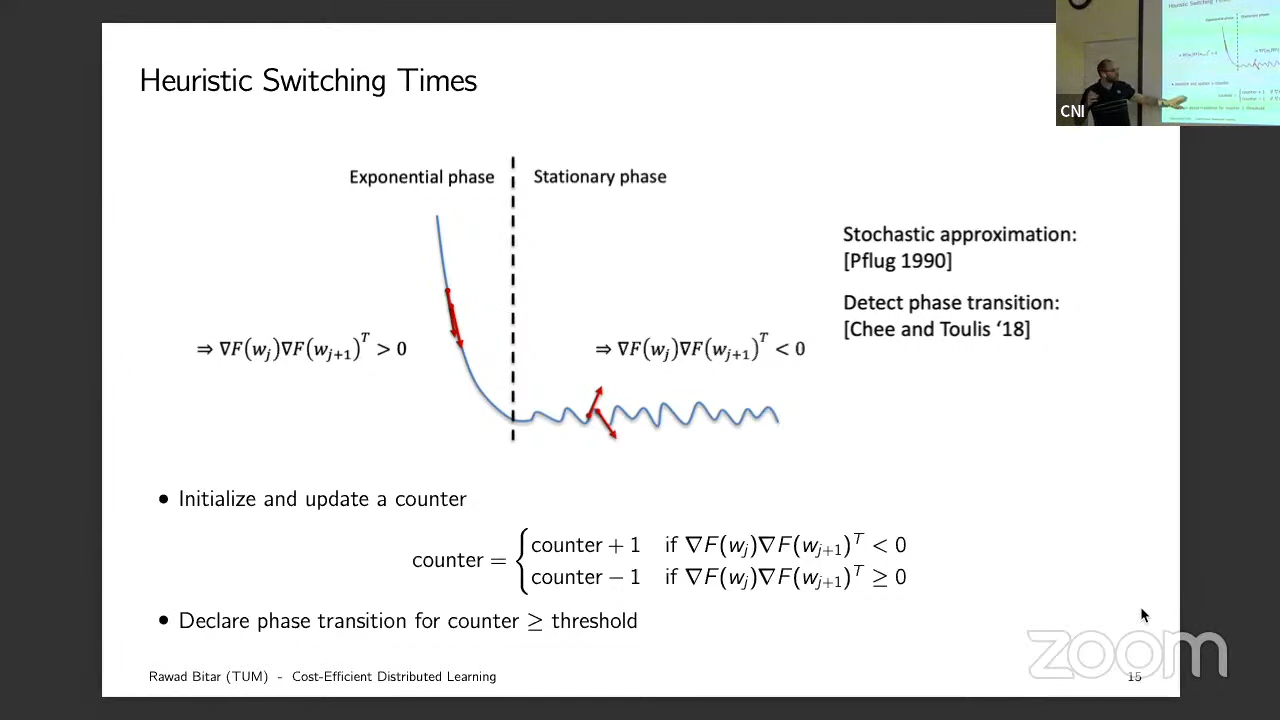 Heuristic Switching Times
CNI
Exponential phase
Stationary phase
Stochastic approximation:
[Pflug 1990]
Detect phase transition:
[Chee and Toulis ‘18]
⇒ ∇F(w_j)∇F(w_{j+1})^T > 0
⇒ ∇F(w_j)∇F(w_{j+1})^T < 0
• Initialize and update a counter
counter = { counter + 1 if ∇F(w_j)∇F(w_{j+1})^T < 0
counter − 1 if ∇F(w_j)∇F(w_{j+1})^T ≥ 0
• Declare phase transition for counter ≥ threshold
zoom
Rawad Bitar (TUM) - Cost-Efficient Distributed Learning
15